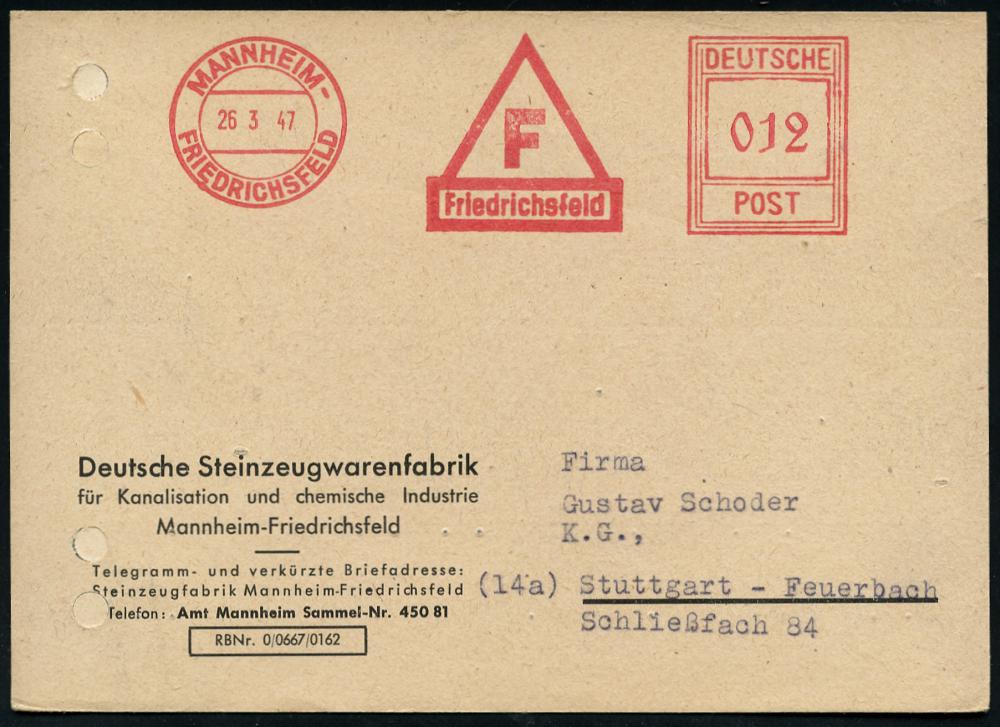 MANNHEIM-
26 3 47
FRIEDRICHSFELD
F
Friedrichsfeld
DEUTSCHE
012
POST
Deutsche Steinzeugwarenfabrik
für Kanalisation und chemische Industrie
Mannheim-Friedrichsfeld
Telegramm- und verkürzte Briefadresse:
Steinzeugfabrik Mannheim-Friedrichsfeld
Telefon: Amt Mannheim Sammel-Nr. 450 81
RBNr. 0/0667/0162
Firma
Gustav Schoder
K.G.,
(14a) Stuttgart - Feuerbach
Schließfach 84